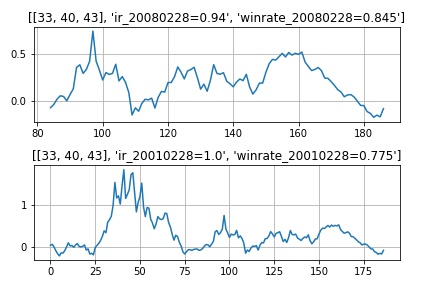 [[33, 40, 43], 'ir_20080228=0.94', 'winrate_20080228=0.845']
0.5
0.0
80 100 120 140 160 180
[[33, 40, 43], 'ir_20010228=1.0', 'winrate_20010228=0.775']
1
0
0 25 50 75 100 125 150 175